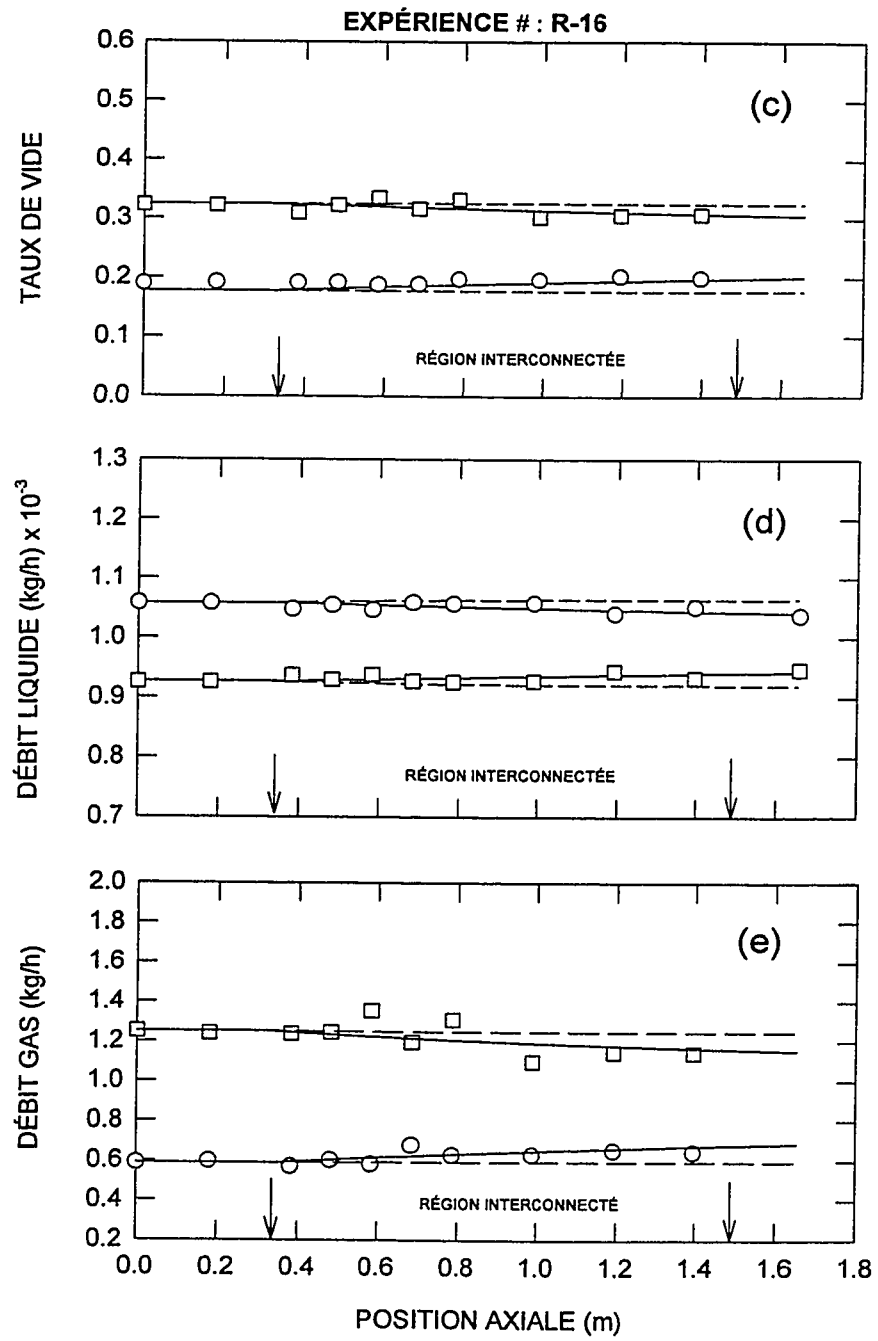 EXPÉRIENCE # : R-16
0.6
0.5
0.4
0.3
0.2
0.1
0.0
TAUX DE VIDE
(c)
RÉGION INTERCONNECTÉE
1.3
1.2
1.1
1.0
0.9
0.8
0.7
DÉBIT LIQUIDE (kg/h) x 10-3
(d)
RÉGION INTERCONNECTÉE
2.0
1.8
1.6
1.4
1.2
1.0
0.8
0.6
0.4
0.2
DÉBIT GAS (kg/h)
(e)
RÉGION INTERCONNECTÉ
0.0 0.2 0.4 0.6 0.8 1.0 1.2 1.4 1.6 1.8
POSITION AXIALE (m)